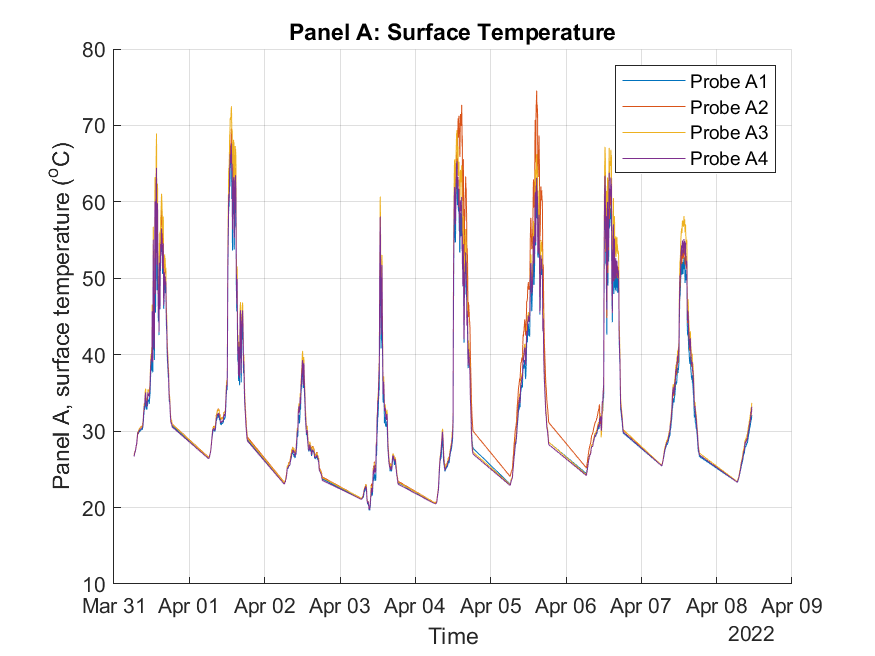 Panel A: Surface Temperature
Panel A, surface temperature (°C)
80
70
60
50
40
30
20
10
Probe A1
Probe A2
Probe A3
Probe A4
Mar 31 Apr 01 Apr 02 Apr 03 Apr 04 Apr 05 Apr 06 Apr 07 Apr 08 Apr 09
Time
2022